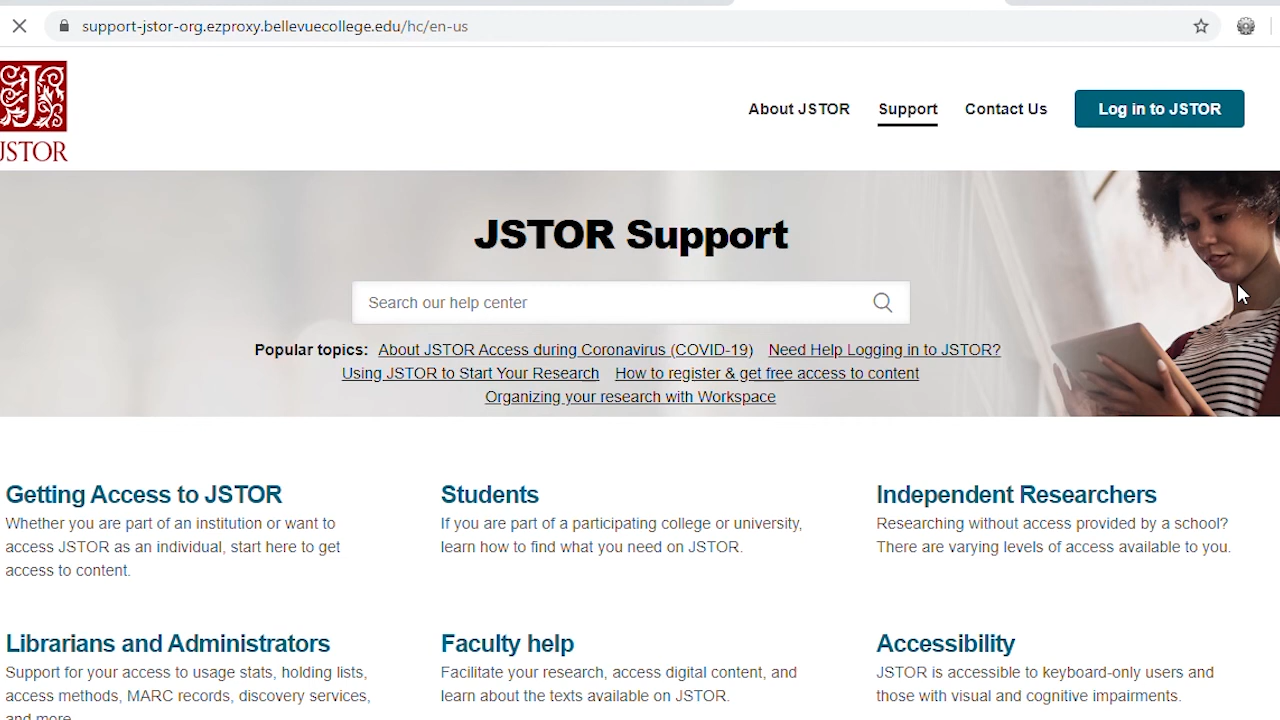 support-jstor-org.ezproxy.bellevuecollege.edu/hc/en-us
JSTOR
About JSTOR Support Contact Us Log in to JSTOR
JSTOR Support
Search our help center
Popular topics: About JSTOR Access during Coronavirus (COVID-19) Need Help Logging in to JSTOR?
Using JSTOR to Start Your Research How to register & get free access to content
Organizing your research with Workspace
Getting Access to JSTOR
Whether you are part of an institution or want to
access JSTOR as an individual, start here to get
access to content.
Students
If you are part of a participating college or university,
learn how to find what you need on JSTOR.
Independent Researchers
Researching without access provided by a school?
There are varying levels of access available to you.
Librarians and Administrators
Support for your access to usage stats, holding lists,
access methods, MARC records, discovery services,
and more
Faculty help
Facilitate your research, access digital content, and
learn about the texts available on JSTOR.
Accessibility
JSTOR is accessible to keyboard-only users and
those with visual and cognitive impairments.